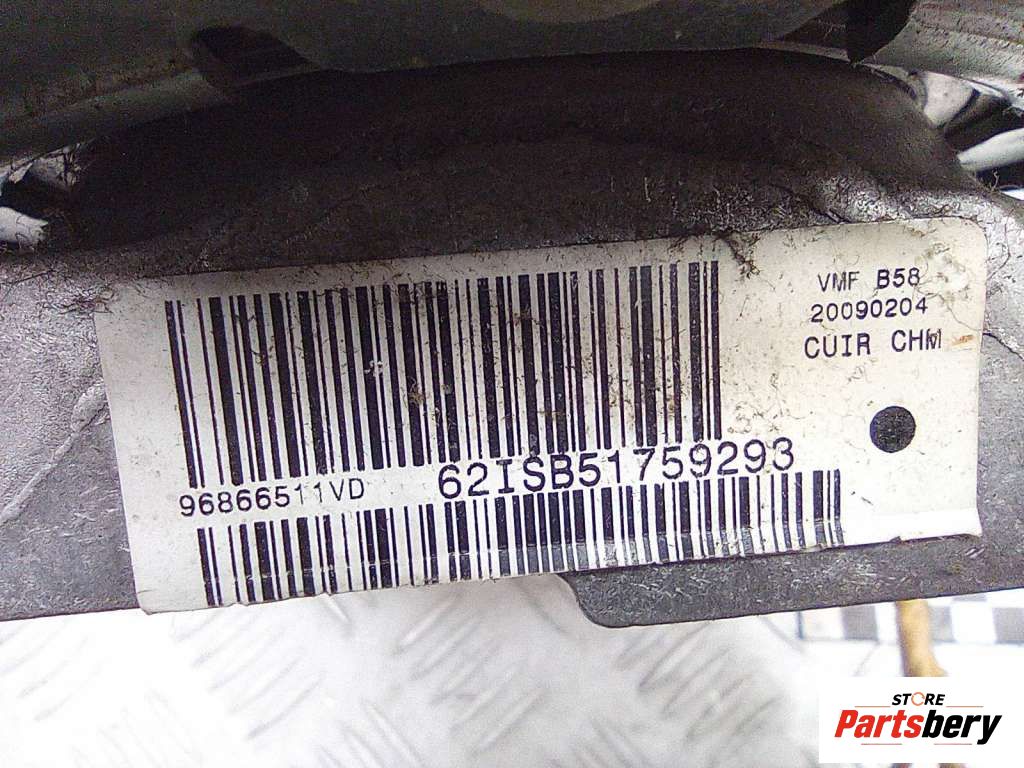 VMF B58
20090204
CUIR CHM
96866511VD
62ISB51759293
STORE
Partsbery